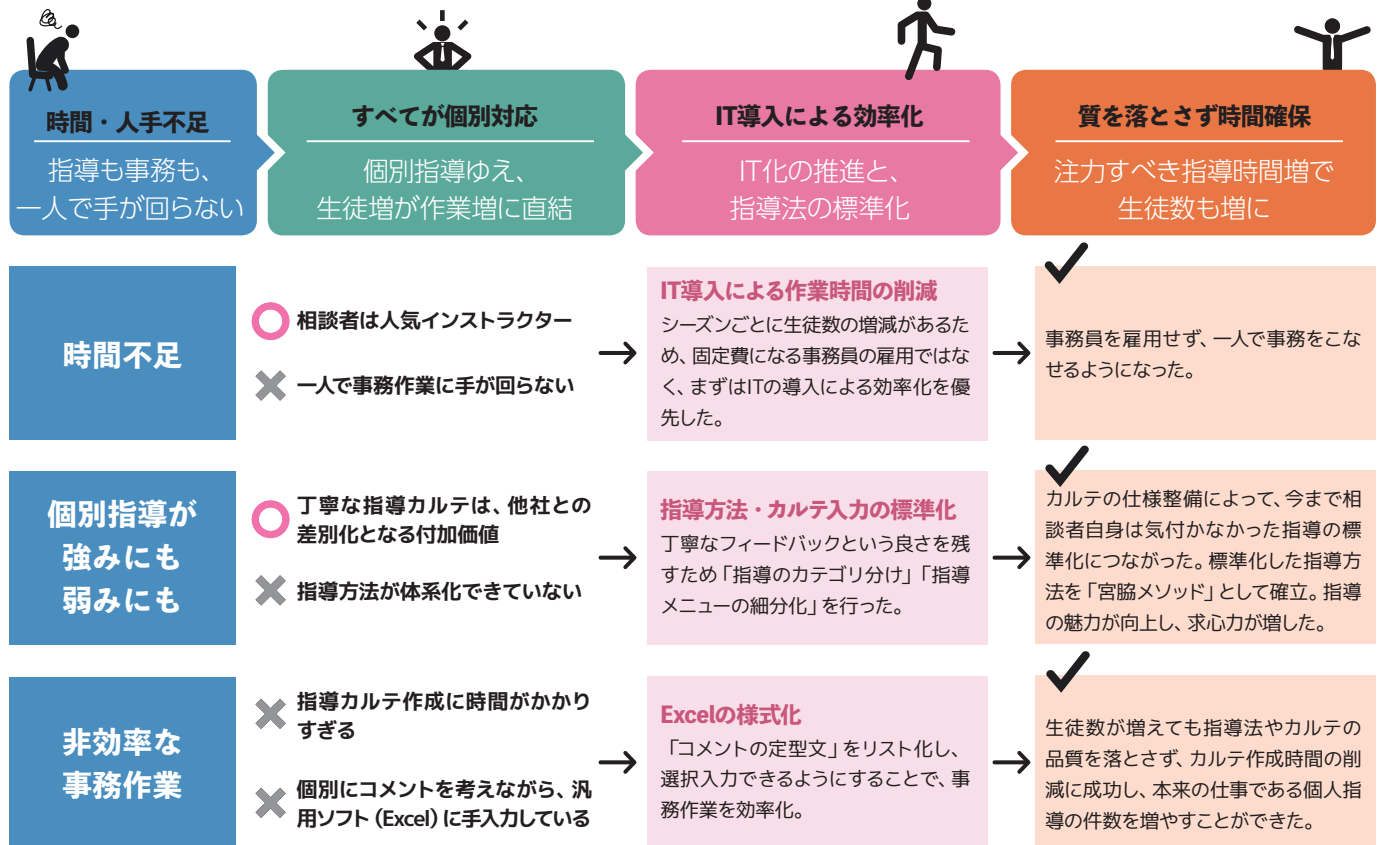 時間・人手不足
指導も事務も、
一人で手が回らない
すべてが個別対応
個別指導ゆえ、
生徒増が作業増に直結
IT導入による効率化
IT化の推進と、
指導法の標準化
質を落とさず時間確保
注力すべき指導時間増で
生徒数も増に
時間不足
相談者は人気インストラクター
一人で事務作業に手が回らない
IT導入による作業時間の削減
シーズンごとに生徒数の増減があるた
め、固定費になる事務員の雇用ではな
く、まずはITの導入による効率化を優
先した。
事務員を雇用せず、一人で事務をこな
せるようになった。
個別指導が
強みにも
弱みにも
丁寧な指導カルテは、他社との
差別化となる付加価値
指導方法が体系化できていない
指導方法・カルテ入力の標準化
丁寧なフィードバックという良さを残
すため「指導のカテゴリ分け」「指導
メニューの細分化」を行った。
カルテの仕様整備によって、今まで相
談者自身は気付かなかった指導の標
準化につながった。標準化した指導方
法を「宮脇メソッド」として確立。指導
の魅力が向上し、求心力が増した。
非効率な
事務作業
指導カルテ作成に時間がかかり
すぎる
個別にコメントを考えながら、汎
用ソフト（Excel）に手入力している
Excelの様式化
「コメントの定型文」をリスト化し、
選択入力できるようにすることで、事
務作業を効率化。
生徒数が増えても指導法やカルテの
品質を落とさず、カルテ作成時間の削
減に成功し、本来の仕事である個人指
導の件数を増やすことができた。